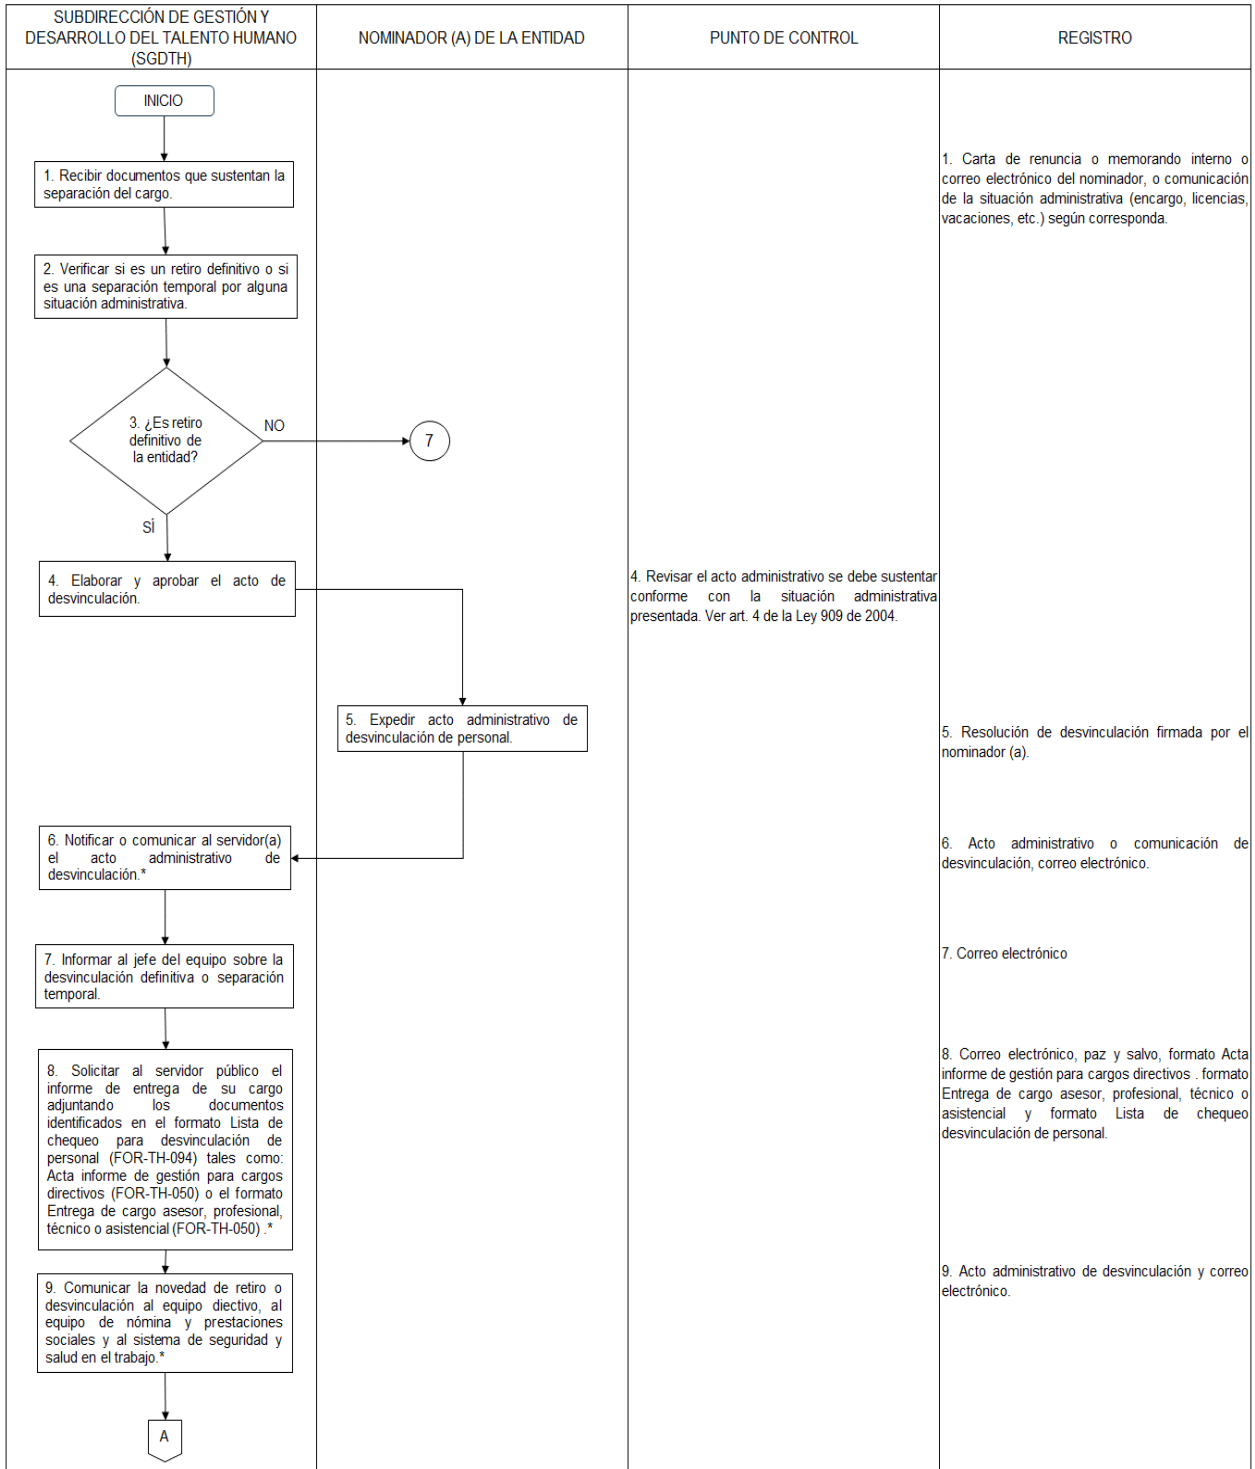 SUBDIRECCIÓN DE GESTIÓN Y
DESARROLLO DEL TALENTO HUMANO
(SGDTH)
NOMINADOR (A) DE LA ENTIDAD
PUNTO DE CONTROL
REGISTRO
INICIO
1. Recibir documentos que sustentan la
separación del cargo.
1. Carta de renuncia o memorando interno o
correo electrónico del nominador, o comunicación
de la situación administrativa (encargo, licencias,
vacaciones, etc.) según corresponda.
2. Verificar si es un retiro definitivo o si
es una separación temporal por alguna
situación administrativa.
3. ¿Es retiro
definitivo de
la entidad?
NO
7
SÍ
4. Elaborar y aprobar el acto de
desvinculación.
4. Revisar el acto administrativo se debe sustentar
conforme con la situación administrativa
presentada. Ver art. 4 de la Ley 909 de 2004.
5. Expedir acto administrativo de
desvinculación de personal.
5. Resolución de desvinculación firmada por el
nominador (a).
6. Notificar o comunicar al servidor(a)
el acto administrativo de
desvinculación.*
6. Acto administrativo o comunicación de
desvinculación, correo electrónico.
7. Informar al jefe del equipo sobre la
desvinculación definitiva o separación
temporal.
7. Correo electrónico
8. Solicitar al servidor público el
informe de entrega de su cargo
adjuntando los documentos
identificados en el formato Lista de
chequeo para desvinculación de
personal (FOR-TH-094) tales como:
Acta informe de gestión para cargos
directivos (FOR-TH-050) o el formato
Entrega de cargo asesor, profesional,
técnico o asistencial (FOR-TH-050) .*
8. Correo electrónico, paz y salvo, formato Acta
informe de gestión para cargos directivos . formato
Entrega de cargo asesor, profesional, técnico o
asistencial y formato Lista de chequeo
desvinculación de personal.
9. Comunicar la novedad de retiro o
desvinculación al equipo diectivo, al
equipo de nómina y prestaciones
sociales y al sistema de seguridad y
salud en el trabajo.*
9. Acto administrativo de desvinculación y correo
electrónico.
A